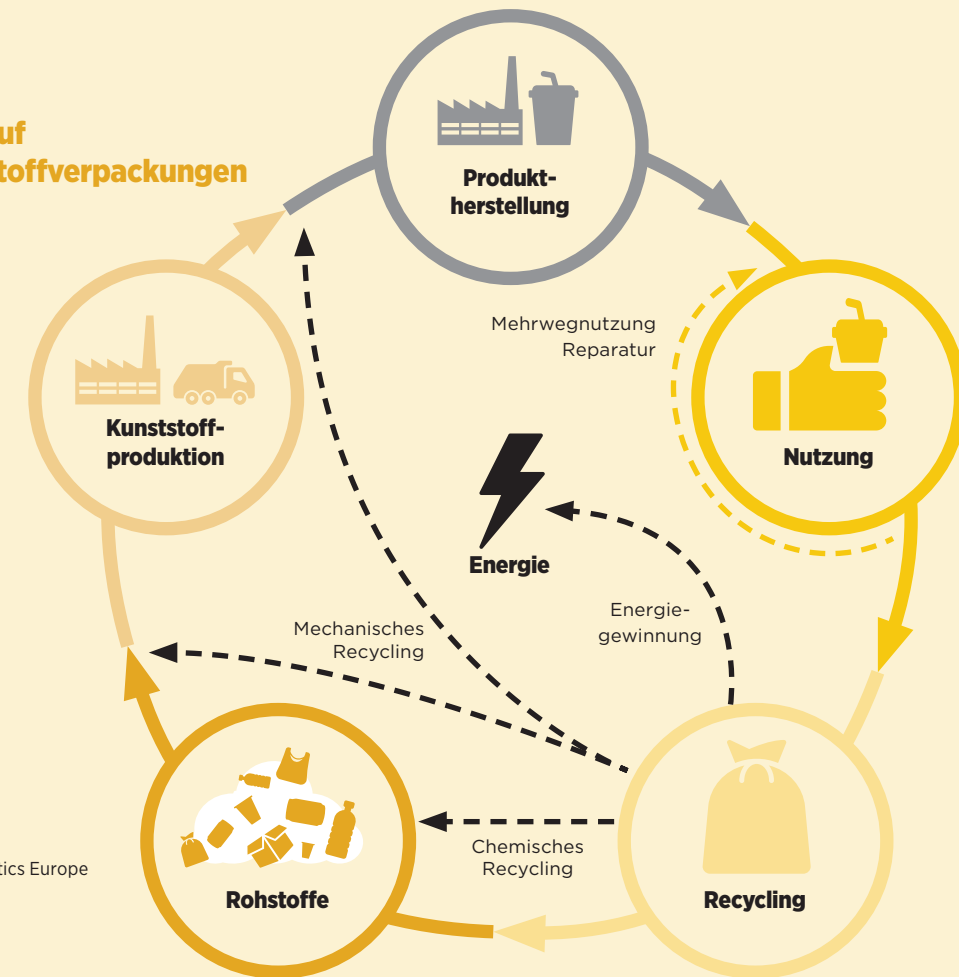 uf
toffverpackungen
Produkt-
herstellung
Mehrwegnutzung
Reparatur
Kunststoff-
produktion
Nutzung
Energie
Energie-
gewinnung
Mechanisches
Recycling
Chemisches
Recycling
tics Europe
Rohstoffe
Recycling